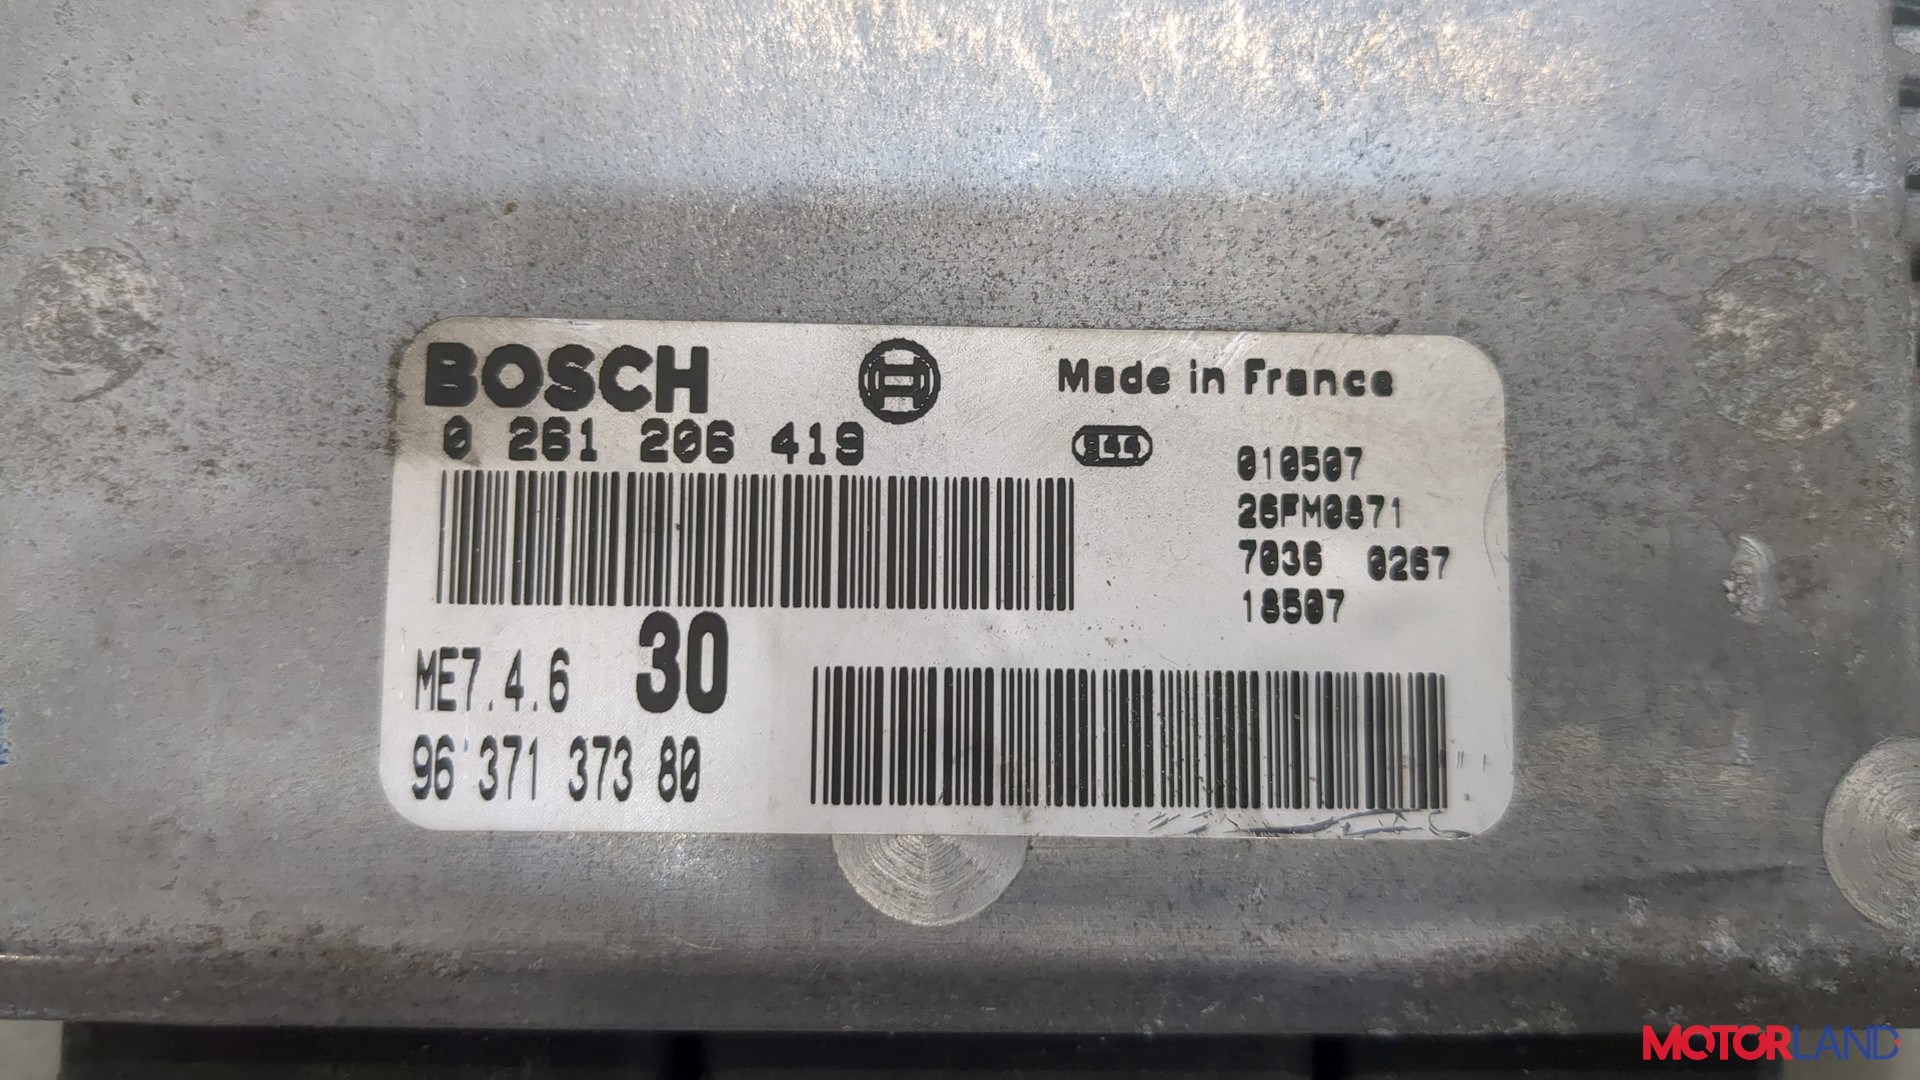 BOSCH
Made in France
0 261 206 419
010507
26FM0871
7036 0267
18507
ME7.4.6 30
96 371 373 80
MOTORLAND